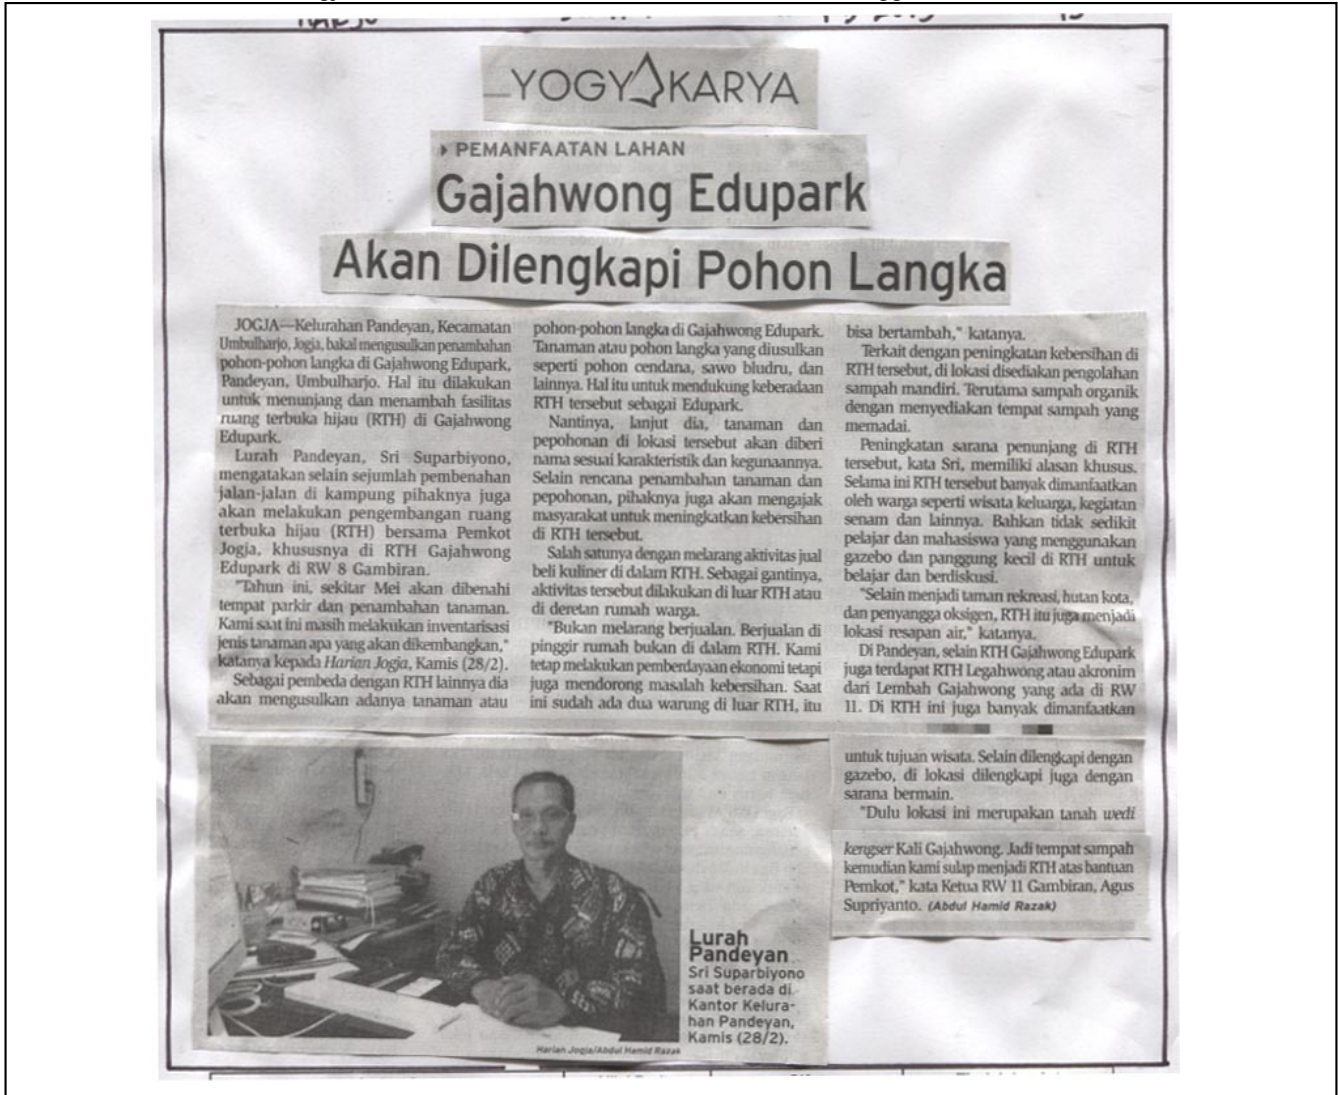 YOGYAKARYA
PEMANFAATAN LAHAN
Gajahwong Edupark
Akan Dilengkapi Pohon Langka
JOGJA—Kelurahan Pandeyan, Kecamatan
Umbulharjo, Jogja, bakal mengusulkan penambahan
pohon-pohon langka di Gajahwong Edupark,
Pandeyan, Umbulharjo. Hal itu dilakukan
untuk menunjang dan menambah fasilitas
ruang terbuka hijau (RTH) di Gajahwong
Edupark.
Lurah Pandeyan, Sri Suparbiyono,
mengatakan selain sejumlah pembenahan
jalan-jalan di kampung pihaknya juga
akan melakukan pengembangan ruang
terbuka hijau (RTH) bersama Pemkot
Jogja, khususnya di RTH Gajahwong
Edupark di RW 8 Gambiran.
"Tahun ini, sekitar Mei akan dibenahi
tempat parkir dan penambahan tanaman.
Kami saat ini masih melakukan inventarisasi
jenis tanaman apa yang akan dikembangkan,"
katanya kepada Harian Jogja, Kamis (28/2).
Sebagai pembeda dengan RTH lainnya dia
akan mengusulkan adanya tanaman atau
pohon-pohon langka di Gajahwong Edupark.
Tanaman atau pohon langka yang diusulkan
seperti pohon cendana, sawo bludru, dan
lainnya. Hal itu untuk mendukung keberadaan
RTH tersebut sebagai Edupark.
Nantinya, lanjut dia, tanaman dan
pepohonan di lokasi tersebut akan diberi
nama sesuai karakteristik dan kegunaannya.
Selain rencana penambahan tanaman dan
pepohonan, pihaknya juga akan mengajak
masyarakat untuk meningkatkan kebersihan
di RTH tersebut.
Salah satunya dengan melarang aktivitas jual
beli kuliner di dalam RTH. Sebagai gantinya,
aktivitas tersebut dilakukan di luar RTH atau
di deretan rumah warga.
"Bukan melarang berjualan. Berjualan di
pinggir rumah bukan di dalam RTH. Kami
tetap melakukan pemberdayaan ekonomi tetapi
juga mendorong masalah kebersihan. Saat
ini sudah ada dua warung di luar RTH, itu
bisa bertambah," katanya.
Terkait dengan peningkatan kebersihan di
RTH tersebut, di lokasi disediakan pengolahan
sampah mandiri. Terutama sampah organik
dengan menyediakan tempat sampah yang
memadai.
Peningkatan sarana penunjang di RTH
tersebut, kata Sri, memiliki alasan khusus.
Selama ini RTH tersebut banyak dimanfaatkan
oleh warga seperti wisata keluarga, kegiatan
senam dan lainnya. Bahkan tidak sedikit
pelajar dan mahasiswa yang menggunakan
gazebo dan panggung kecil di RTH untuk
belajar dan berdiskusi.
"Selain menjadi taman rekreasi, hutan kota,
dan penyangga oksigen, RTH itu juga menjadi
lokasi resapan air," katanya.
Di Pandeyan, selain RTH Gajahwong Edupark
juga terdapat RTH Legahwong atau akronim
dari Lembah Gajahwong yang ada di RW
11. Di RTH ini juga banyak dimanfaatkan
untuk tujuan wisata. Selain dilengkapi dengan
gazebo, di lokasi dilengkapi juga dengan
sarana bermain.
"Dulu lokasi ini merupakan tanah wedi
kengser Kali Gajahwong. Jadi tempat sampah
kemudian kami sulap menjadi RTH atas bantuan
Pemkot," kata Ketua RW 11 Gambiran, Agus
Supriyanto. (Abdul Hamid Razak)
Lurah
Pandeyan
Sri Suparbiyono
saat berada di
Kantor Kelura-
han Pandeyan,
Kamis (28/2).
Harian Jogja/Abdul Hamid Razak